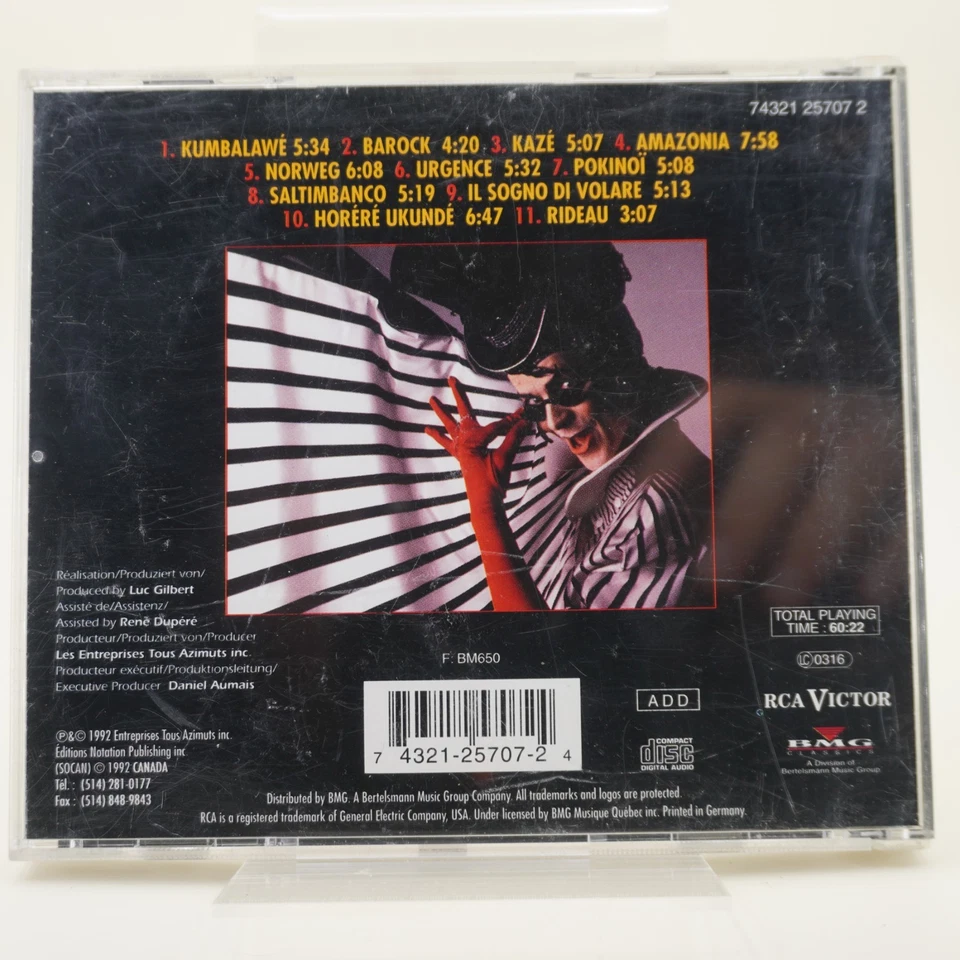 74321 25707 2
1. KUMBALAWÉ 5:34 2. BAROCK 4:20 3. KAZÉ 5:07 4. AMAZONIA 7:58
5. NORWEG 6:08 6. URGENCE 5:32 7. POKINOÏ 5:08
8. SALTIMBANCO 5:19 9. IL SOGNO DI VOLARE 5:13
10. HORÉRÉ UKUNDÉ 6:47 11. RIDEAU 3:07
Réalisation/Produziert von/
Produced by Luc Gilbert
Assisté de/Assistenz/
Assisted by Renè Dupéré
Producteur/Produziert von/Producer
Les Entreprises Tous Azimuts inc.
Producteur exécutif/Produktionsleitung/
Executive Producer Daniel Aumais
℗&© 1992 Entreprises Tous Azimuts inc.
Éditions Notation Publishing inc
(SOCAN) © 1992 CANADA
Tél. : (514) 281-0177
Fax : (514) 848-9843
F: BM650
7 4321-25707-2 4
ADD
COMPACT
disc
DIGITAL AUDIO
TOTAL PLAYING
TIME : 60:22
LC 0316
RCA VICTOR
BMG
CLASSICS
A Division of
Bertelsmann Music Group
Distributed by BMG. A Bertelsmann Music Group Company. All trademarks and logos are protected.
RCA is a registered trademark of General Electric Company, USA. Under licensed by BMG Musique Québec inc. Printed in Germany.